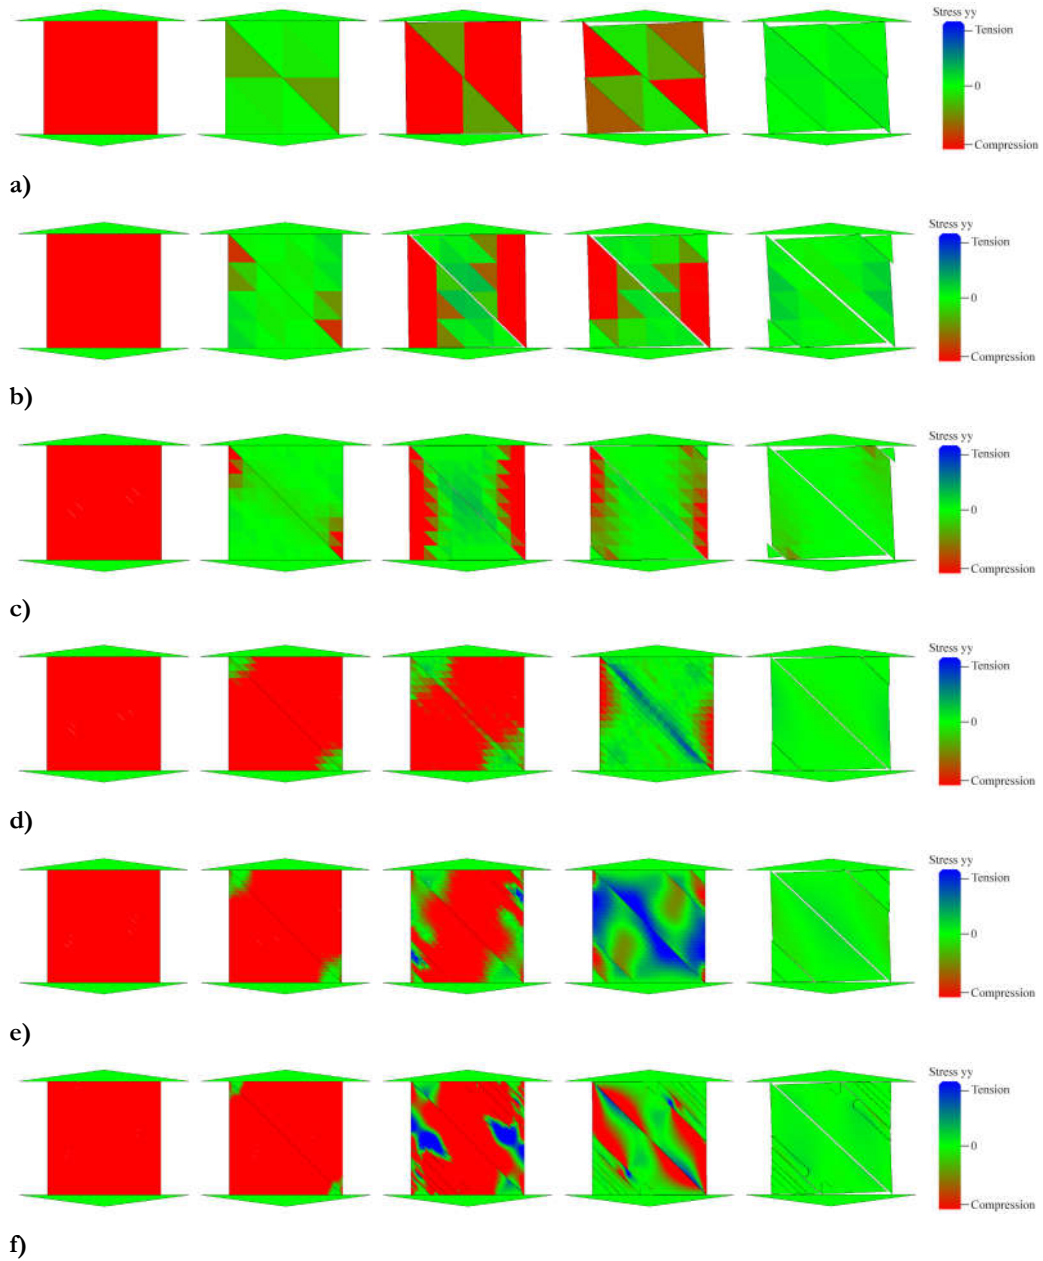 Stress yy
Tension
0
Compression
a)
Stress yy
Tension
0
Compression
b)
Stress yy
Tension
0
Compression
c)
Stress yy
Tension
0
Compression
d)
Stress yy
Tension
0
Compression
e)
Stress yy
Tension
0
Compression
f)